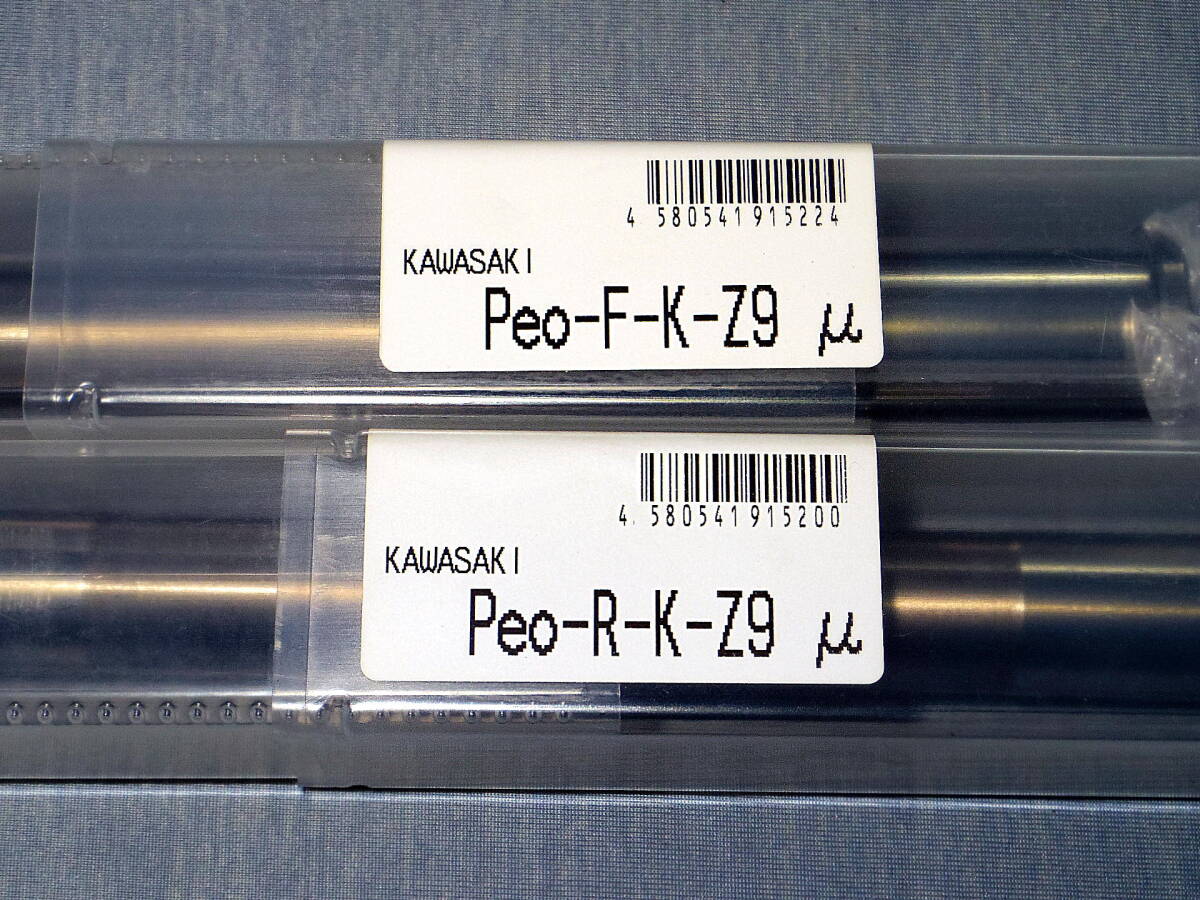 4 580541 915224
KAWASAKI
Peo-F-K-Z9 μ
4 580541 915200
KAWASAKI
Peo-R-K-Z9 μ